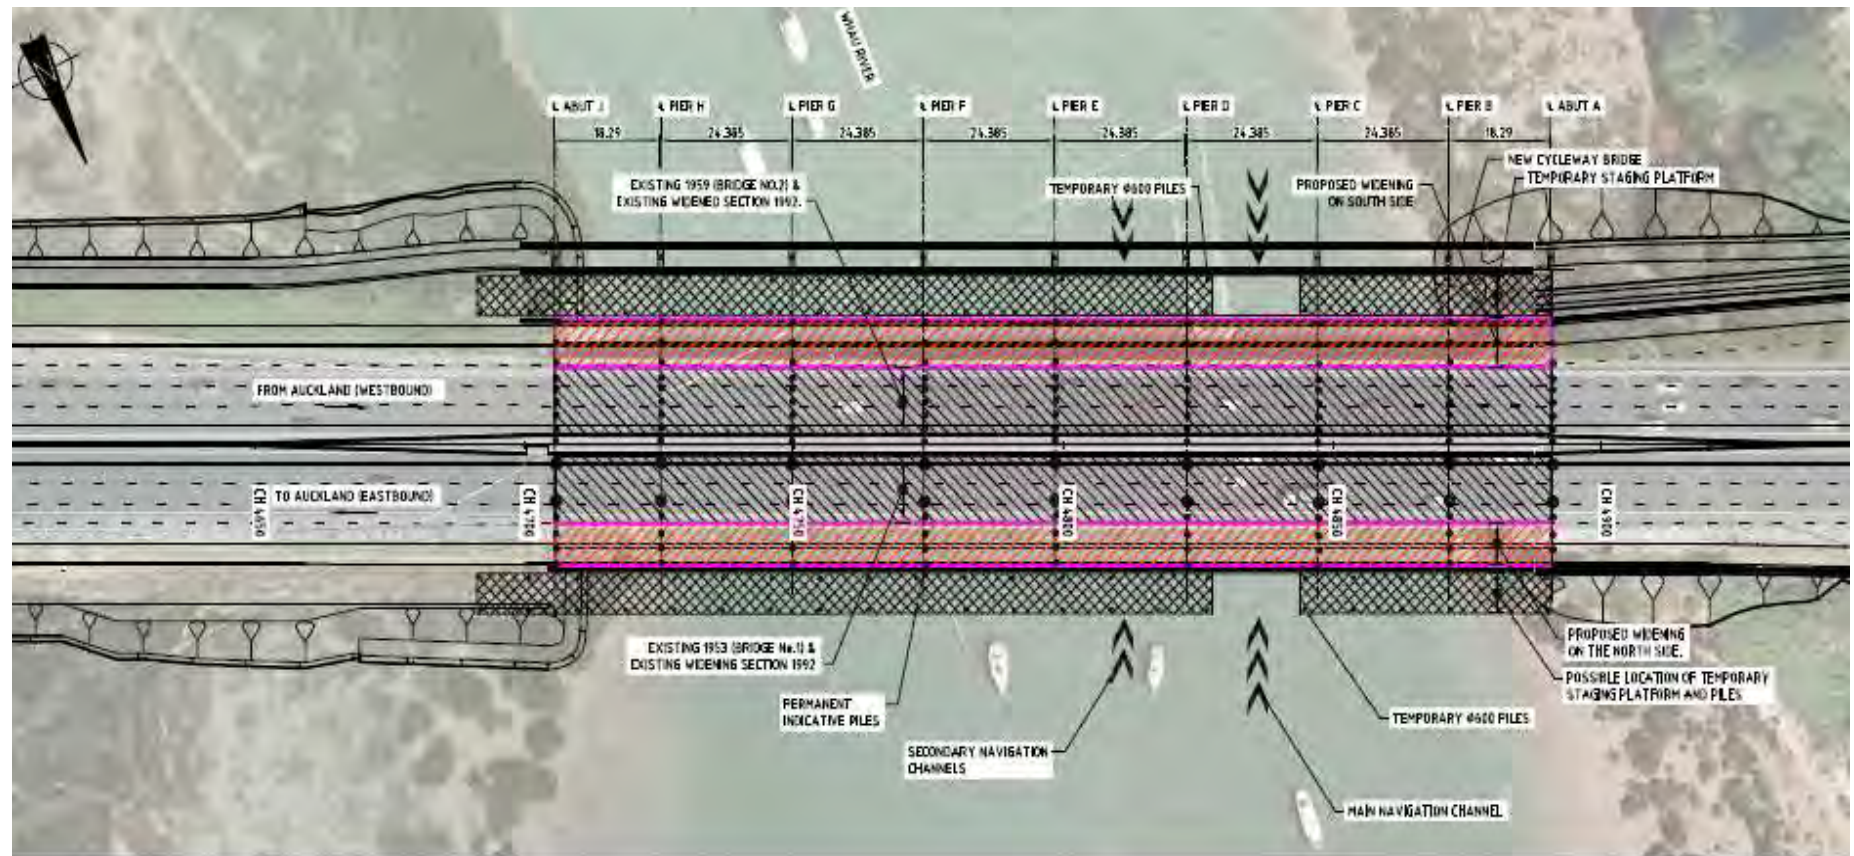 WHAU RIVER
℄ ABUT J
℄ PIER H
℄ PIER G
℄ PIER F
℄ PIER E
℄ PIER D
℄ PIER C
℄ PIER B
℄ ABUT A
18.29
24.385
24.385
24.385
24.385
24.385
24.385
18.29
NEW CYCLEWAY BRIDGE
TEMPORARY STAGING PLATFORM
EXISTING 1959 (BRIDGE NO.2) &
EXISTING WIDENED SECTION 1992.
TEMPORARY Φ600 PILES
PROPOSED WIDENING
ON SOUTH SIDE
FROM AUCKLAND (WESTBOUND)
TO AUCKLAND (EASTBOUND)
CH 4650
CH 4700
CH 4750
CH 4800
CH 4850
CH 4900
EXISTING 1953 (BRIDGE No.1) &
EXISTING WIDENING SECTION 1992
PROPOSED WIDENING
ON THE NORTH SIDE.
POSSIBLE LOCATION OF TEMPORARY
STAGING PLATFORM AND PILES
PERMANENT
INDICATIVE PILES
TEMPORARY Φ600 PILES
SECONDARY NAVIGATION
CHANNELS
MAIN NAVIGATION CHANNEL